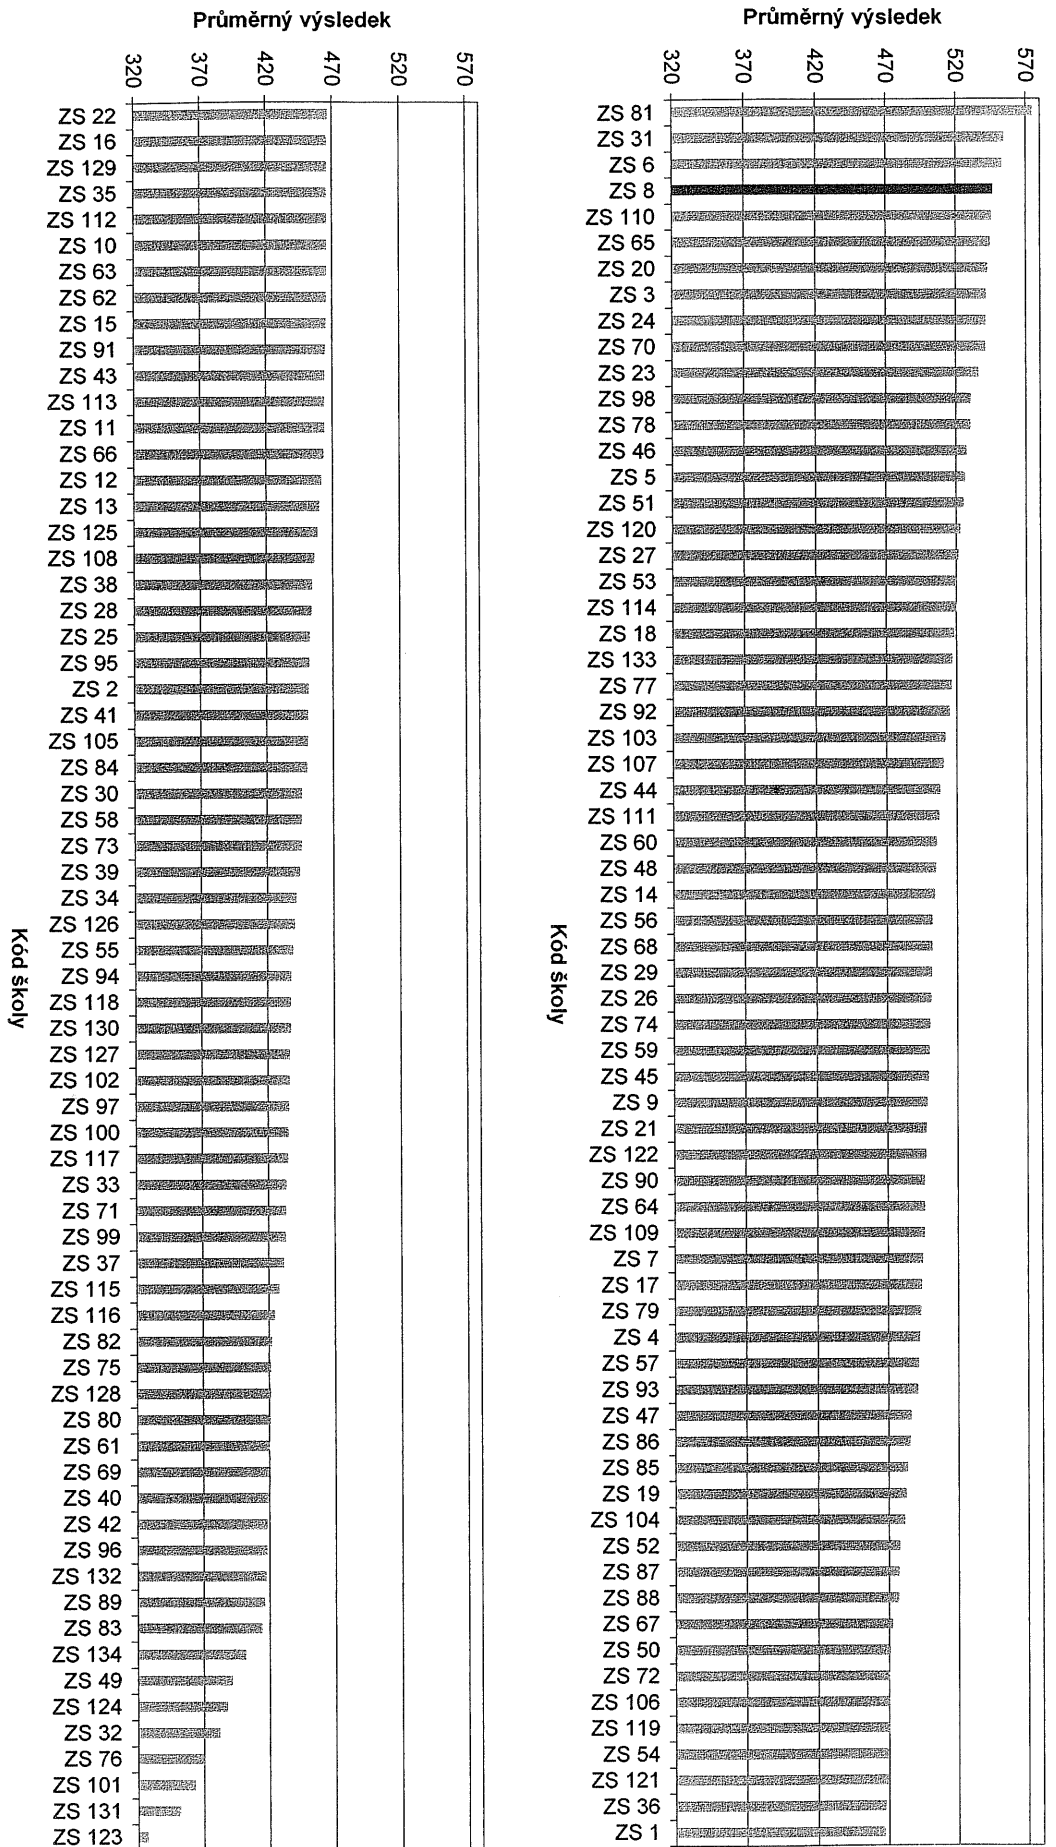 Průměrný výsledek
320
370
420
470
520
570
ZS 81
ZS 31
ZS 6
ZS 8
ZS 110
ZS 65
ZS 20
ZS 3
ZS 24
ZS 70
ZS 23
ZS 98
ZS 78
ZS 46
ZS 5
ZS 51
ZS 120
ZS 27
ZS 53
ZS 114
ZS 18
ZS 133
ZS 77
ZS 92
ZS 103
ZS 107
ZS 44
ZS 111
ZS 60
ZS 48
ZS 14
ZS 56
ZS 68
ZS 29
ZS 26
ZS 74
ZS 59
ZS 45
ZS 9
ZS 21
ZS 122
ZS 90
ZS 64
ZS 109
ZS 7
ZS 17
ZS 79
ZS 4
ZS 57
ZS 93
ZS 47
ZS 86
ZS 85
ZS 19
ZS 104
ZS 52
ZS 87
ZS 88
ZS 67
ZS 50
ZS 72
ZS 106
ZS 119
ZS 54
ZS 121
ZS 36
ZS 1
Kód školy
Průměrný výsledek
320
370
420
470
520
570
ZS 22
ZS 16
ZS 129
ZS 35
ZS 112
ZS 10
ZS 63
ZS 62
ZS 15
ZS 91
ZS 43
ZS 113
ZS 11
ZS 66
ZS 12
ZS 13
ZS 125
ZS 108
ZS 38
ZS 28
ZS 25
ZS 95
ZS 2
ZS 41
ZS 105
ZS 84
ZS 30
ZS 58
ZS 73
ZS 39
ZS 34
ZS 126
ZS 55
ZS 94
ZS 118
ZS 130
ZS 127
ZS 102
ZS 97
ZS 100
ZS 117
ZS 33
ZS 71
ZS 99
ZS 37
ZS 115
ZS 116
ZS 82
ZS 75
ZS 128
ZS 80
ZS 61
ZS 69
ZS 40
ZS 42
ZS 96
ZS 132
ZS 89
ZS 83
ZS 134
ZS 49
ZS 124
ZS 32
ZS 76
ZS 101
ZS 131
ZS 123
Kód školy